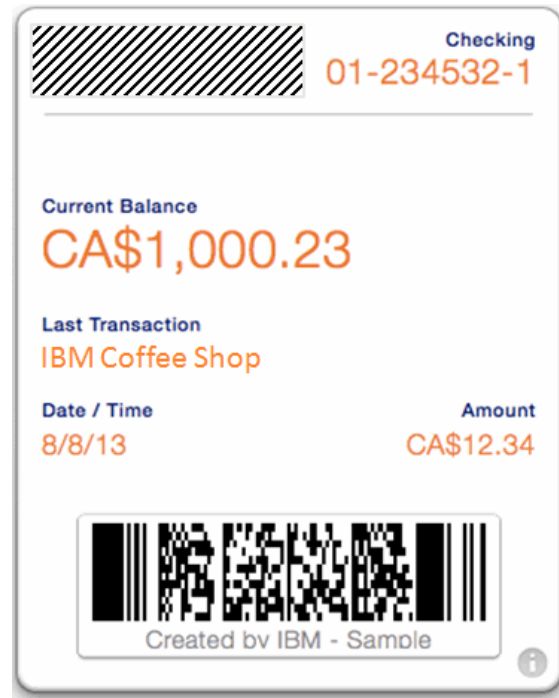 Checking
01-234532-1
Current Balance
CA$1,000.23
Last Transaction
IBM Coffee Shop
Date / Time
Amount
8/8/13
CA$12.34
Created by IBM - Sample
i